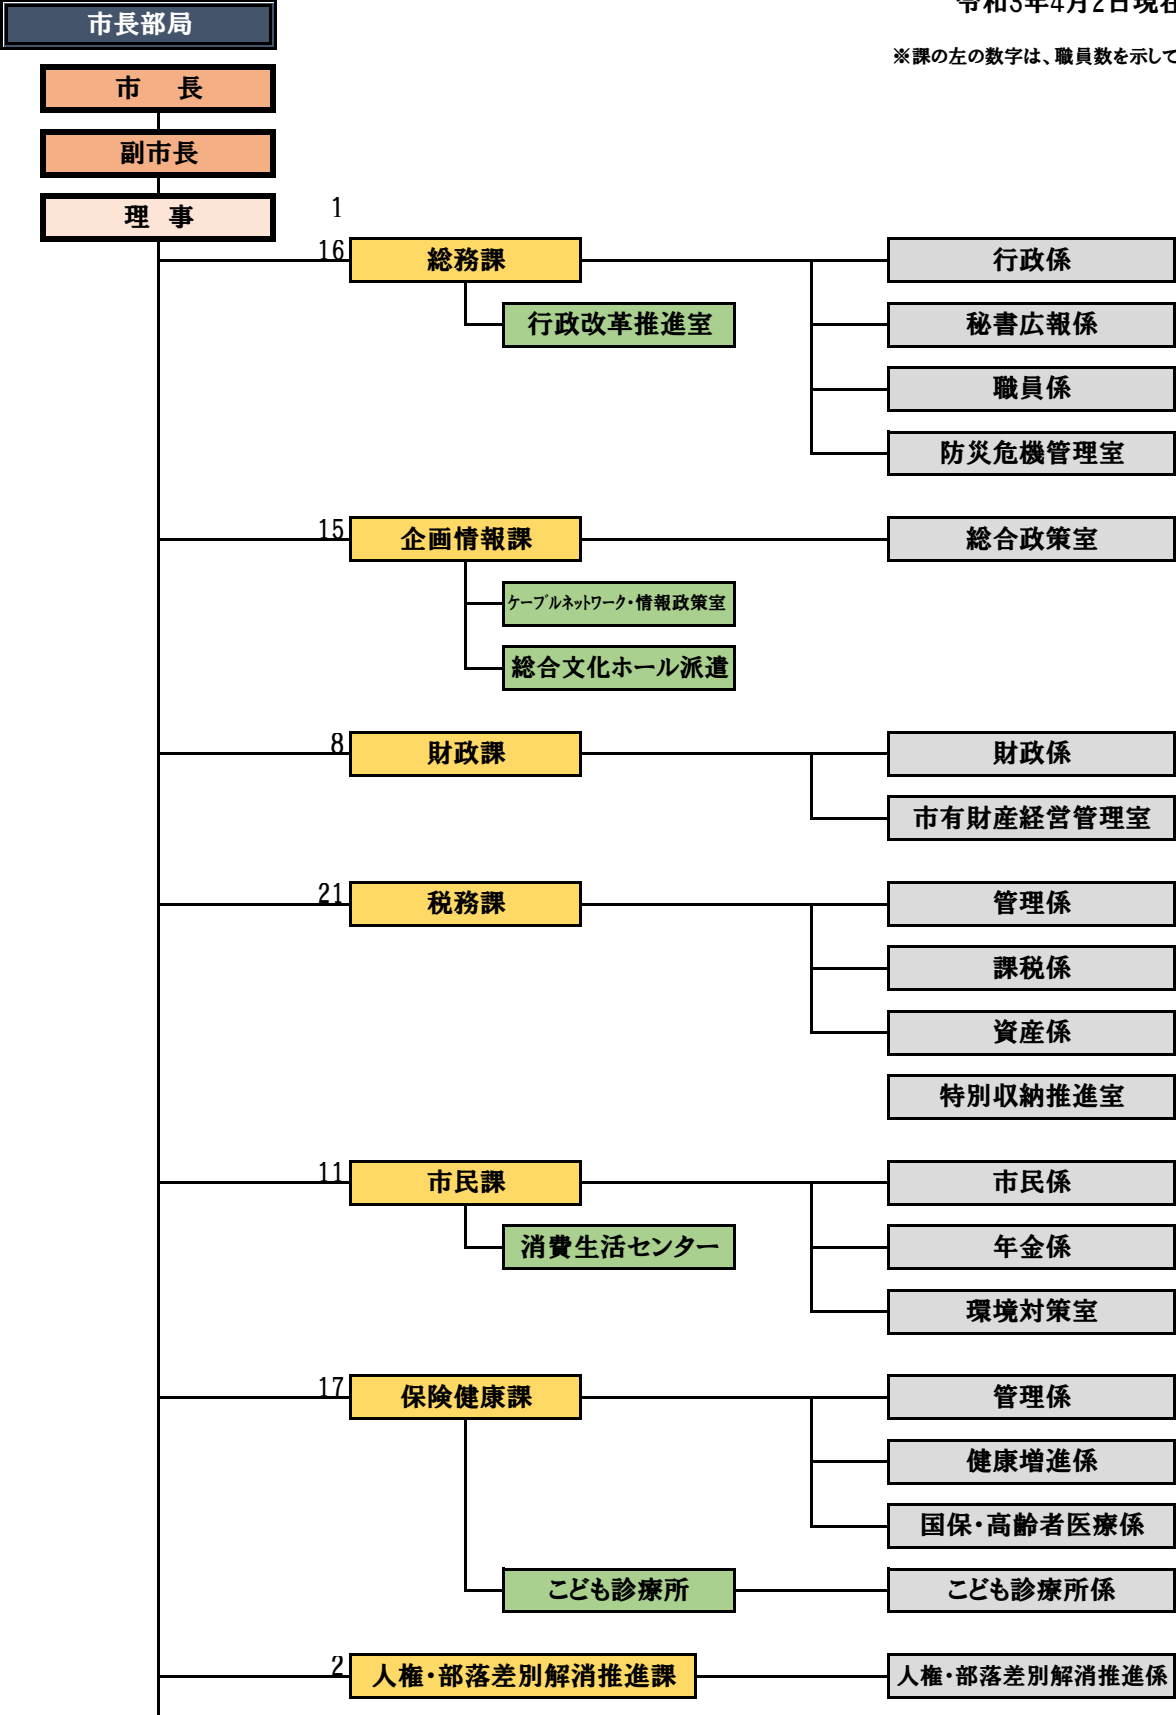 市長部局
令和3年4月2日現在
※課の左の数字は、職員数を示して
市　長
副市長
理 事
1
16 総務課 行政係
行政改革推進室 秘書広報係
職員係
防災危機管理室
15 企画情報課 総合政策室
ケーブルネットワーク・情報政策室
総合文化ホール派遣
8 財政課 財政係
市有財産経営管理室
21 税務課 管理係
課税係
資産係
特別収納推進室
11 市民課 市民係
消費生活センター 年金係
環境対策室
17 保険健康課 管理係
健康増進係
国保・高齢者医療係
こども診療所 こども診療所係
2 人権・部落差別解消推進課 人権・部落差別解消推進係